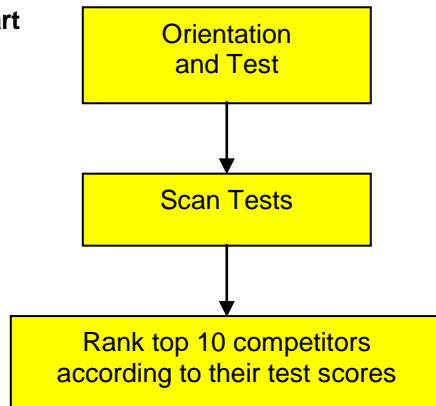 art
Orientation
and Test
Scan Tests
Rank top 10 competitors
according to their test scores